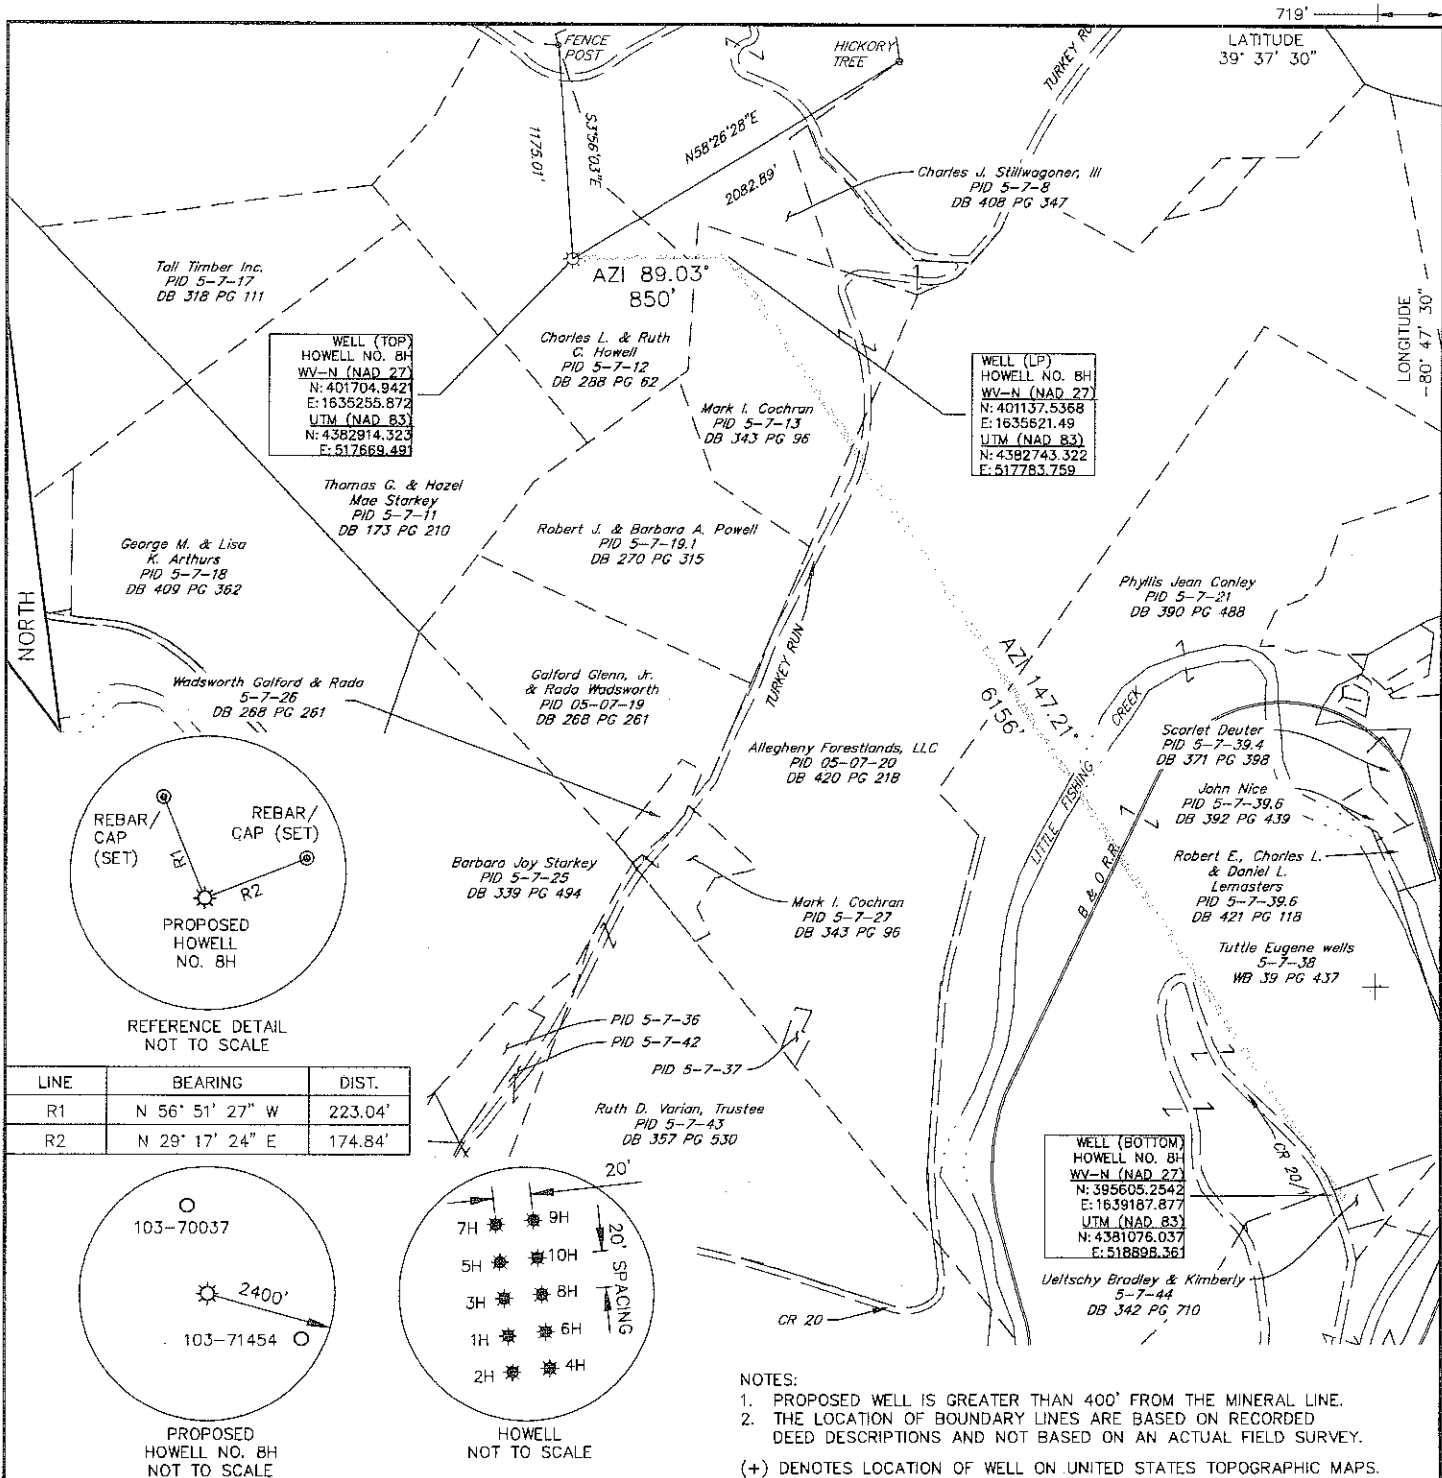 719'
LATITUDE
39° 37' 30"
LONGITUDE
-80° 47' 30"
FENCE
POST
HICKORY
TREE
TURKEY RU
1175.01'
S3°56'03"E
N58°26'28"E
2082.89'
Charles J. Stillwagoner, III
PID 5-7-8
DB 408 PG 347
Tall Timber Inc.
PID 5-7-17
DB 318 PG 111
AZI 89.03°
850'
WELL (TOP)
HOWELL NO. 8H
WV-N (NAD 27)
N: 401704.9421
E: 1635255.872
UTM (NAD 83)
N: 4382914.323
E: 517669.491
Charles L. & Ruth
C. Howell
PID 5-7-12
DB 288 PG 62
Mark I. Cochran
PID 5-7-13
DB 343 PG 96
WELL (LP)
HOWELL NO. 8H
WV-N (NAD 27)
N: 401137.5368
E: 1635621.49
UTM (NAD 83)
N: 4382743.322
E: 517783.759
Thomas G. & Hazel
Mae Starkey
PID 5-7-11
DB 173 PG 210
Robert J. & Barbara A. Powell
PID 5-7-19.1
DB 270 PG 315
George M. & Lisa
K. Arthurs
PID 5-7-18
DB 409 PG 362
Phyllis Jean Conley
PID 5-7-21
DB 390 PG 488
NORTH
TURKEY RUN
AZI 147.21°
6156'
Wadsworth Galford & Rada
5-7-26
DB 268 PG 261
Galford Glenn, Jr.
& Rada Wadsworth
PID 05-07-19
DB 268 PG 261
Allegheny Forestlands, LLC
PID 05-07-20
DB 420 PG 218
LITTLE FISHING CREEK
B & O R.R.
Scarlet Deuter
PID 5-7-39.4
DB 371 PG 398
John Nice
PID 5-7-39.6
DB 392 PG 439
Robert E., Charles L.
& Daniel L.
Lemasters
PID 5-7-39.6
DB 421 PG 118
Tuttle Eugene wells
5-7-38
WB 39 PG 437
REBAR/
CAP
(SET)
REBAR/
CAP (SET)
R1
R2
PROPOSED
HOWELL
NO. 8H
REFERENCE DETAIL
NOT TO SCALE
Barbara Joy Starkey
PID 5-7-25
DB 339 PG 494
Mark I. Cochran
PID 5-7-27
DB 343 PG 96
PID 5-7-36
PID 5-7-42
PID 5-7-37
Ruth D. Varian, Trustee
PID 5-7-43
DB 357 PG 530
LINE BEARING DIST.
R1 N 56° 51' 27" W 223.04'
R2 N 29° 17' 24" E 174.84'
CR 20/1
WELL (BOTTOM)
HOWELL NO. 8H
WV-N (NAD 27)
N: 395605.2542
E: 1639187.877
UTM (NAD 83)
N: 4381076.037
E: 518898.361
Ueltschy Bradley & Kimberly
5-7-44
DB 342 PG 710
CR 20
103-70037
2400'
103-71454
PROPOSED
HOWELL NO. 8H
NOT TO SCALE
20'
7H 9H
5H 10H
3H 8H
1H 6H
2H 4H
20' SPACING
HOWELL
NOT TO SCALE
NOTES:
1. PROPOSED WELL IS GREATER THAN 400' FROM THE MINERAL LINE.
2. THE LOCATION OF BOUNDARY LINES ARE BASED ON RECORDED
DEED DESCRIPTIONS AND NOT BASED ON AN ACTUAL FIELD SURVEY.
(+) DENOTES LOCATION OF WELL ON UNITED STATES TOPOGRAPHIC MAPS.